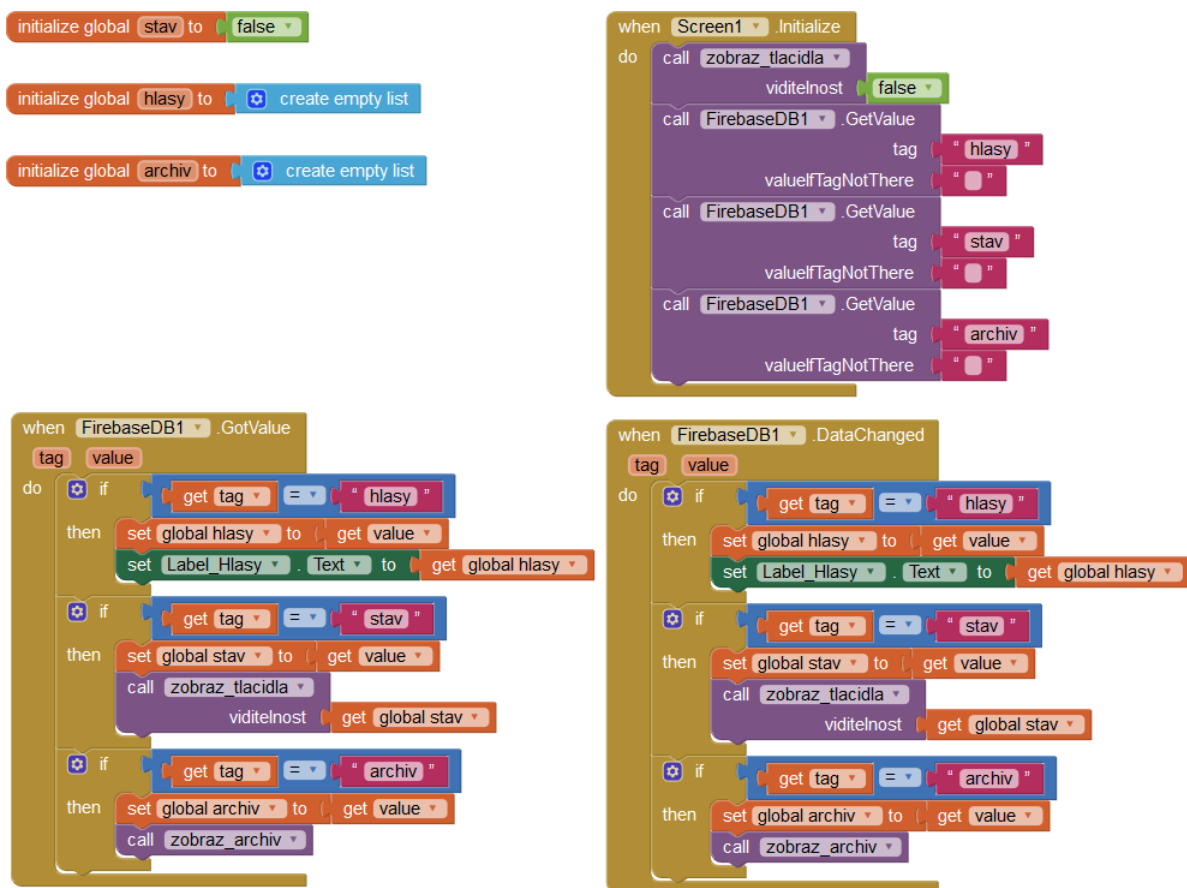 initialize global stav to false
initialize global hlasy to create empty list
initialize global archiv to create empty list
when Screen1 .Initialize
do call zobraz_tlacidla
viditelnost false
call FirebaseDB1 .GetValue
tag " hlasy "
valueIfTagNotThere " "
call FirebaseDB1 .GetValue
tag " stav "
valueIfTagNotThere " "
call FirebaseDB1 .GetValue
tag " archiv "
valueIfTagNotThere " "
when FirebaseDB1 .GotValue
tag value
do if get tag = " hlasy "
then set global hlasy to get value
set Label_Hlasy . Text to get global hlasy
if get tag = " stav "
then set global stav to get value
call zobraz_tlacidla
viditelnost get global stav
if get tag = " archiv "
then set global archiv to get value
call zobraz_archiv
when FirebaseDB1 .DataChanged
tag value
do if get tag = " hlasy "
then set global hlasy to get value
set Label_Hlasy . Text to get global hlasy
if get tag = " stav "
then set global stav to get value
call zobraz_tlacidla
viditelnost get global stav
if get tag = " archiv "
then set global archiv to get value
call zobraz_archiv